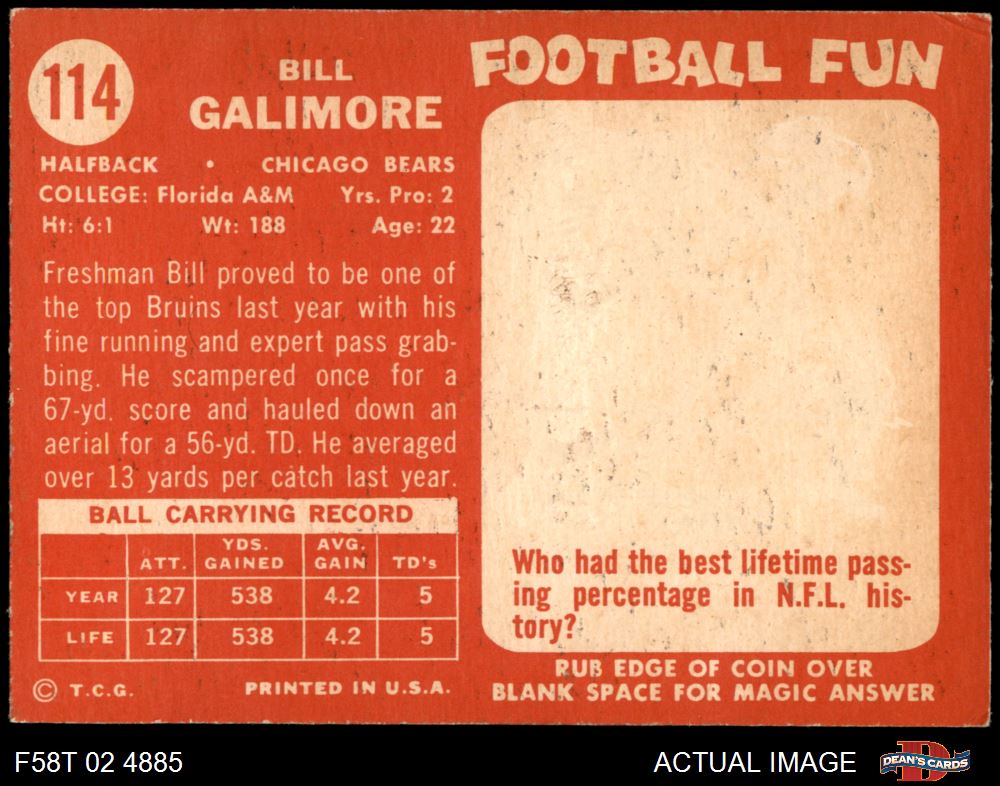 114
BILL
GALIMORE
HALFBACK • CHICAGO BEARS
COLLEGE: Florida A&M Yrs. Pro: 2
Ht: 6:1 Wt: 188 Age: 22
Freshman Bill proved to be one of
the top Bruins last year with his
fine running and expert pass grab-
bing. He scampered once for a
67-yd. score and hauled down an
aerial for a 56-yd. TD. He averaged
over 13 yards per catch last year.
BALL CARRYING RECORD
ATT. YDS. GAINED AVG. GAIN TD's
YEAR 127 538 4.2 5
LIFE 127 538 4.2 5
© T.C.G. PRINTED IN U.S.A.
FOOTBALL FUN
Who had the best lifetime pass-
ing percentage in N.F.L. his-
tory?
RUB EDGE OF COIN OVER
BLANK SPACE FOR MAGIC ANSWER
F58T 02 4885 ACTUAL IMAGE
D
DEAN'S CARDS